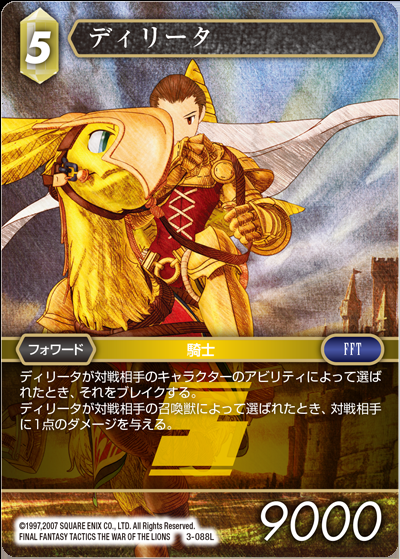 5
ディリータ
フォワード
騎士
FFT
ディリータが対戦相手のキャラクターのアビリティによって選ば
れたとき、それをブレイクする。
ディリータが対戦相手の召喚獣によって選ばれたとき、対戦相手
に1点のダメージを与える。
©1997,2007 SQUARE ENIX CO., LTD. All Rights Reserved.
FINAL FANTASY TACTICS THE WAR OF THE LIONS
3-088L
9000